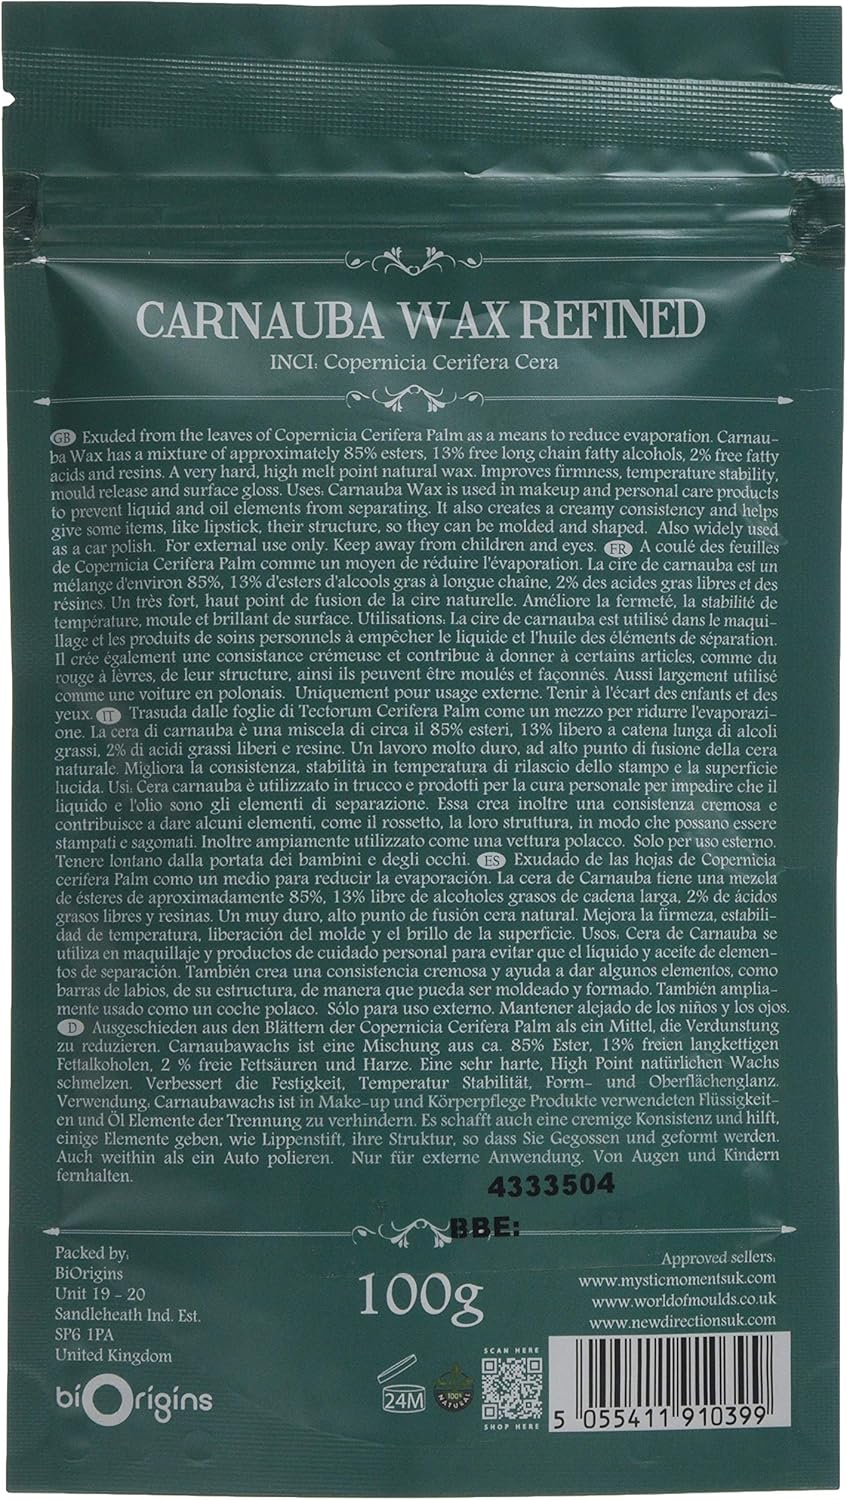 CARNAUBA WAX REFINED
INCI: Copernicia Cerifera Cera
GB Exuded from the leaves of Copernicia Cerifera Palm as a means to reduce evaporation. Carnau-
ba Wax has a mixture of approximately 85% esters, 13% free long chain fatty alcohols, 2% free fatty
acids and resins. A very hard, high melt point natural wax. Improves firmness, temperature stability,
mould release and surface gloss. Uses: Carnauba Wax is used in makeup and personal care products
to prevent liquid and oil elements from separating. It also creates a creamy consistency and helps
give some items, like lipstick, their structure, so they can be molded and shaped. Also widely used
as a car polish. For external use only. Keep away from children and eyes. FR A coulé des feuilles
de Copernicia Cerifera Palm comme un moyen de réduire l'évaporation. La cire de carnauba est un
mélange d'environ 85%, 13% d'esters d'alcools gras à longue chaîne, 2% des acides gras libres et des
résines. Un très fort, haut point de fusion de la cire naturelle. Améliore la fermeté, la stabilité de
température, moule et brillant de surface. Utilisations: La cire de carnauba est utilisé dans le maqui-
llage et les produits de soins personnels à empêcher le liquide et l'huile des éléments de séparation.
Il crée également une consistance crémeuse et contribue à donner à certains articles, comme du
rouge à lèvres, de leur structure, ainsi ils peuvent être moulés et façonnés. Aussi largement utilisé
comme une voiture en polonais. Uniquement pour usage externe. Tenir à l'écart des enfants et des
yeux. IT Trasuda dalle foglie di Tectorum Cerifera Palm come un mezzo per ridurre l'evaporazi-
one. La cera di carnauba è una miscela di circa il 85% esteri, 13% libero a catena lunga di alcoli
grassi, 2% di acidi grassi liberi e resine. Un lavoro molto duro, ad alto punto di fusione della cera
naturale. Migliora la consistenza, stabilità in temperatura di rilascio dello stampo e la superficie
lucida. Usi: Cera carnauba è utilizzato in trucco e prodotti per la cura personale per impedire che il
liquido e l'olio sono gli elementi di separazione. Essa crea inoltre una consistenza cremosa e
contribuisce a dare alcuni elementi, come il rossetto, la loro struttura, in modo che possano essere
stampati e sagomati. Inoltre ampiamente utilizzato come una vettura polacco. Solo per uso esterno.
Tenere lontano dalla portata dei bambini e degli occhi. ES Exudado de las hojas de Copernicia
cerifera Palm como un medio para reducir la evaporación. La cera de Carnauba tiene una mezcla
de ésteres de aproximadamente 85%, 13% libre de alcoholes grasos de cadena larga, 2% de ácidos
grasos libres y resinas. Un muy duro, alto punto de fusión cera natural. Mejora la firmeza, estabili-
dad de temperatura, liberación del molde y el brillo de la superficie. Usos: Cera de Carnauba se
utiliza en maquillaje y productos de cuidado personal para evitar que el líquido y aceite de elemen-
tos de separación. También crea una consistencia cremosa y ayuda a dar algunos elementos, como
barras de labios, de su estructura, de manera que pueda ser moldeado y formado. También amplia-
mente usado como un coche polaco. Sólo para uso externo. Mantener alejado de los niños y los ojos.
D Ausgeschieden aus den Blättern der Copernicia Cerifera Palm als ein Mittel, die Verdunstung
zu reduzieren. Carnaubawachs ist eine Mischung aus ca. 85% Ester, 13% freien langkettigen
Fettalkoholen, 2 % freie Fettsäuren und Harze. Eine sehr harte, High Point natürlichen Wachs
schmelzen. Verbessert die Festigkeit, Temperatur Stabilität, Form- und Oberflächenglanz.
Verwendung: Carnaubawachs ist in Make-up und Körperpflege Produkte verwendeten Flüssigkeit-
en und Öl Elemente der Trennung zu verhindern. Es schafft auch eine cremige Konsistenz und hilft,
einige Elemente geben, wie Lippenstift, ihre Struktur, so dass Sie Gegossen und geformt werden.
Auch weithin als ein Auto polieren. Nur für externe Anwendung. Von Augen und Kindern
fernhalten.
4333504
BBE:
Packed by:
BiOrigins
Unit 19 - 20
Sandleheath Ind. Est.
SP6 1PA
United Kingdom
biOrigins
100g
24M
100%
NATURAL
Approved sellers:
www.mysticmomentsuk.com
www.worldofmoulds.co.uk
www.newdirectionsuk.com
SCAN HERE
SHOP HERE
5 055411 910399